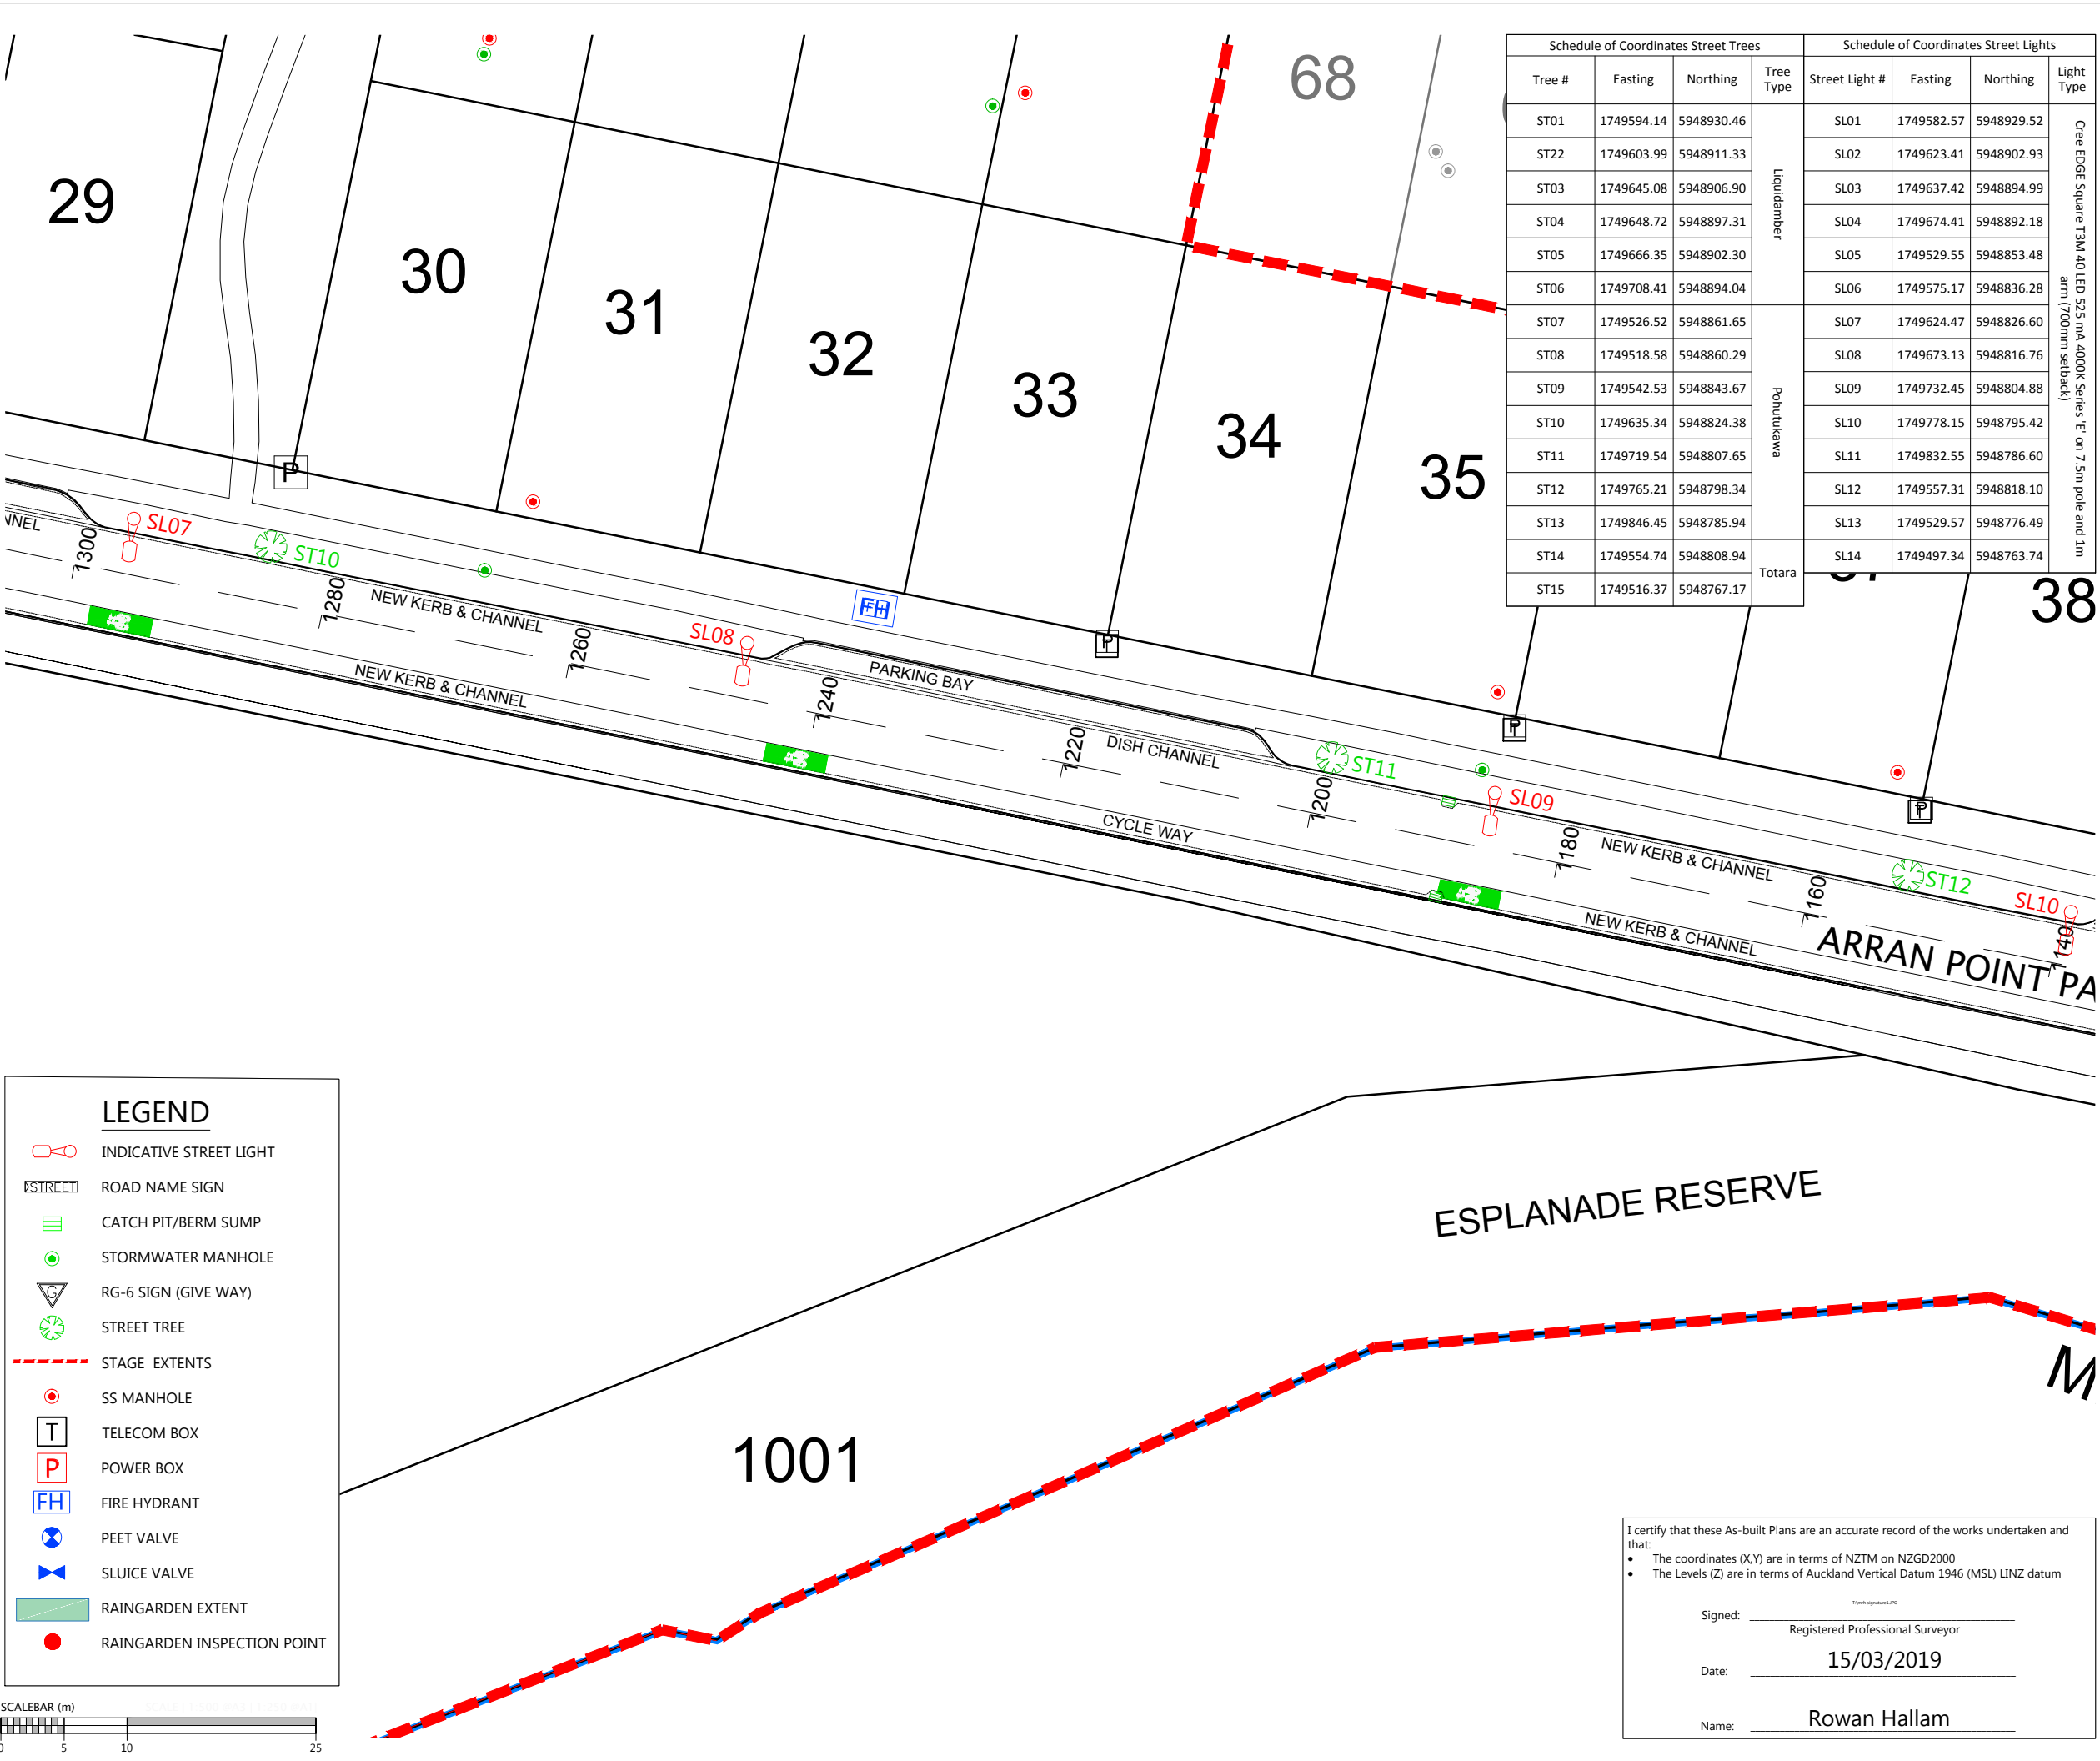 Schedule of Coordinates Street Trees
Schedule of Coordinates Street Lights
Tree # Easting Northing Tree Type Street Light # Easting Northing Light Type
ST01 1749594.14 5948930.46 SL01 1749582.57 5948929.52
ST22 1749603.99 5948911.33 SL02 1749623.41 5948902.93
ST03 1749645.08 5948906.90 SL03 1749637.42 5948894.99
ST04 1749648.72 5948897.31 SL04 1749674.41 5948892.18
ST05 1749666.35 5948902.30 SL05 1749529.55 5948853.48
ST06 1749708.41 5948894.04 SL06 1749575.17 5948836.28
ST07 1749526.52 5948861.65 SL07 1749624.47 5948826.60
ST08 1749518.58 5948860.29 SL08 1749673.13 5948816.76
ST09 1749542.53 5948843.67 SL09 1749732.45 5948804.88
ST10 1749635.34 5948824.38 SL10 1749778.15 5948795.42
ST11 1749719.54 5948807.65 SL11 1749832.55 5948786.60
ST12 1749765.21 5948798.34 SL12 1749557.31 5948818.10
ST13 1749846.45 5948785.94 SL13 1749529.57 5948776.49
ST14 1749554.74 5948808.94 SL14 1749497.34 5948763.74
ST15 1749516.37 5948767.17
Liquidamber
Pohutukawa
Totara
Cree EDGE Square T3M 40 LED 525 mA 4000K Series 'E' on 7.5m pole and 1m
arm (700mm setback)
68
29
30
31
32
33
34
35
38
P
FH
T
T
T
NNEL
1300
SL07
ST10
1280
NEW KERB & CHANNEL
NEW KERB & CHANNEL
1260
SL08
1240
PARKING BAY
1220
DISH CHANNEL
CYCLE WAY
ST11
1200
SL09
1180
NEW KERB & CHANNEL
NEW KERB & CHANNEL
1160
ST12
SL10
1140
ARRAN POINT PA
ESPLANADE RESERVE
1001
M
LEGEND
INDICATIVE STREET LIGHT
STREET ROAD NAME SIGN
CATCH PIT/BERM SUMP
STORMWATER MANHOLE
G RG-6 SIGN (GIVE WAY)
STREET TREE
STAGE EXTENTS
SS MANHOLE
T TELECOM BOX
P POWER BOX
FH FIRE HYDRANT
PEET VALVE
SLUICE VALVE
RAINGARDEN EXTENT
RAINGARDEN INSPECTION POINT
SCALEBAR (m)
0 5 10 25
I certify that these As-built Plans are an accurate record of the works undertaken and
that:
• The coordinates (X,Y) are in terms of NZTM on NZGD2000
• The Levels (Z) are in terms of Auckland Vertical Datum 1946 (MSL) LINZ datum
Signed:
Registered Professional Surveyor
Date: 15/03/2019
Name: Rowan Hallam